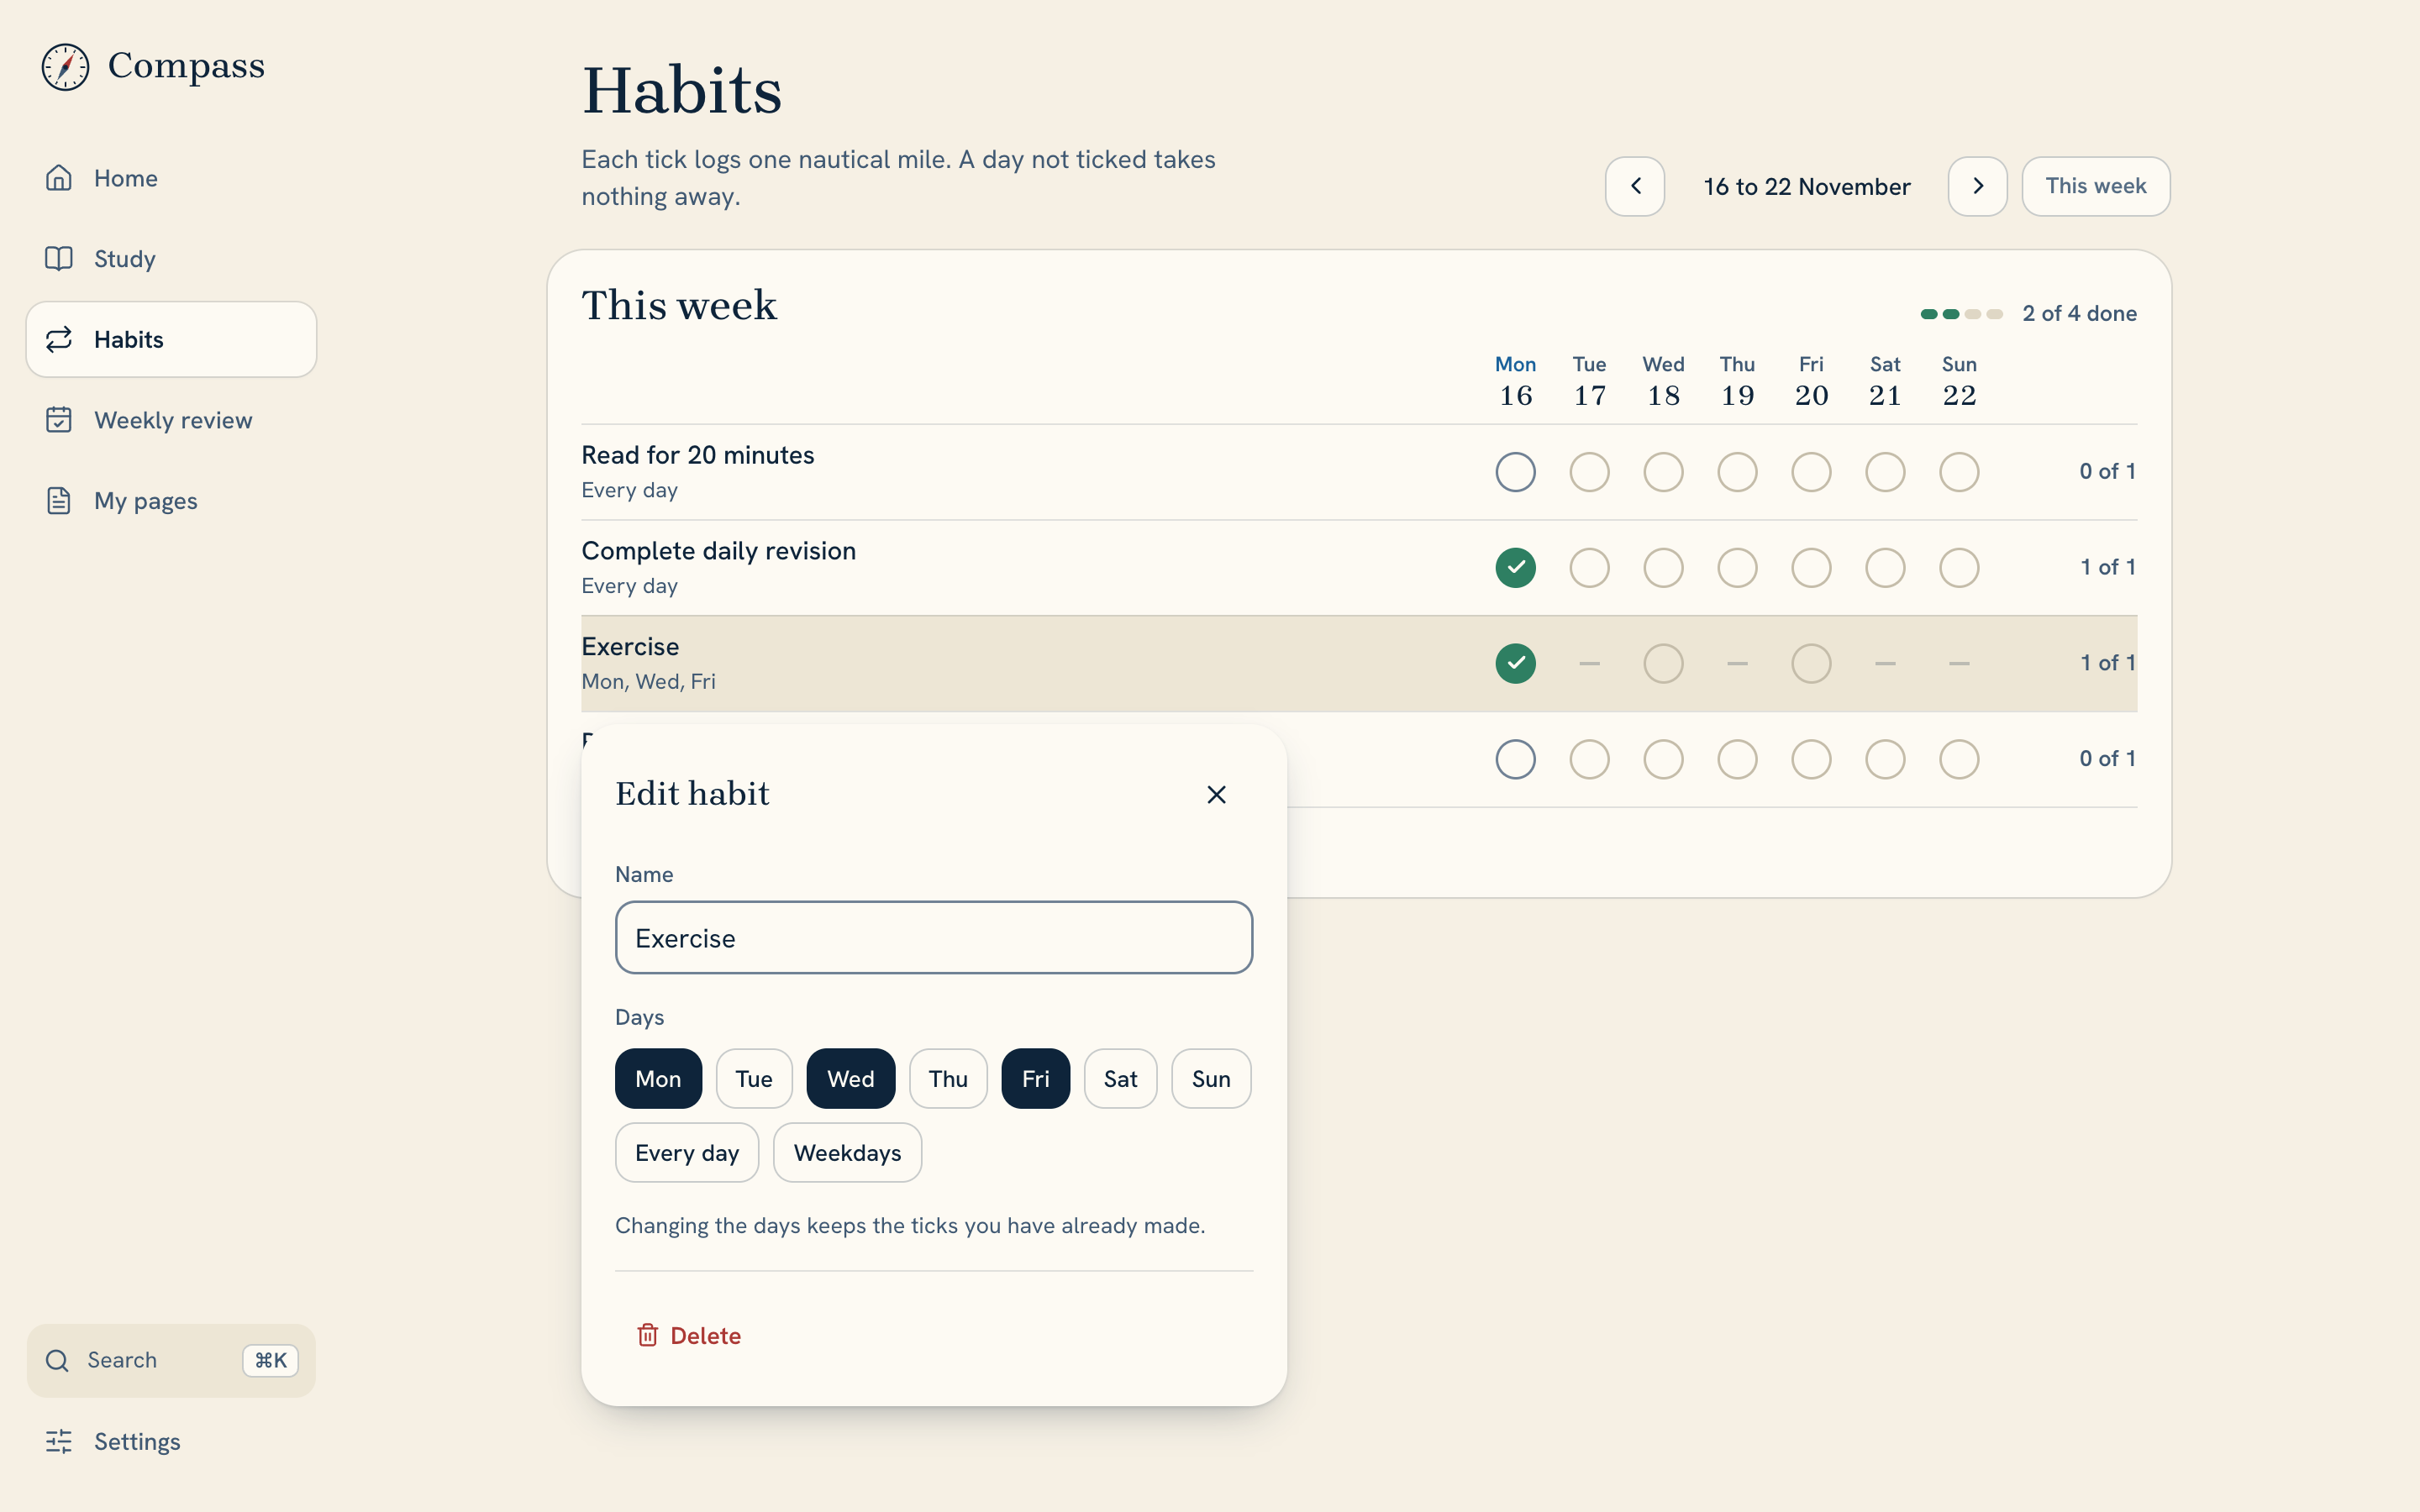 Compass
Home
Study
Habits
Weekly review
My pages
Search ⌘K
Settings
Habits
Each tick logs one nautical mile. A day not ticked takes
nothing away.
16 to 22 November
This week
This week
2 of 4 done
Mon Tue Wed Thu Fri Sat Sun
16 17 18 19 20 21 22
Read for 20 minutes
Every day
0 of 1
Complete daily revision
Every day
1 of 1
Exercise
Mon, Wed, Fri
1 of 1
0 of 1
Edit habit
Name
Exercise
Days
Mon Tue Wed Thu Fri Sat Sun
Every day Weekdays
Changing the days keeps the ticks you have already made.
Delete